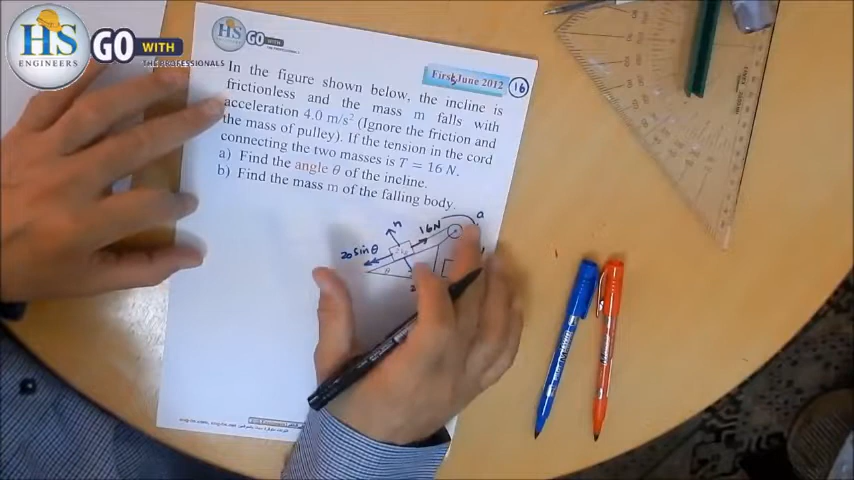 HS
ENGINEERS
GO WITH
THE PROFESSIONALS
HS
GO
First June 2012
16
In the figure shown below, the incline is
frictionless and the mass m falls with
acceleration 4.0 m/s² (Ignore the friction and
the mass of pulley). If the tension in the cord
connecting the two masses is T = 16 N.
a) Find the angle θ of the incline.
b) Find the mass m of the falling body.
n
16N
a
20 sin θ
θ